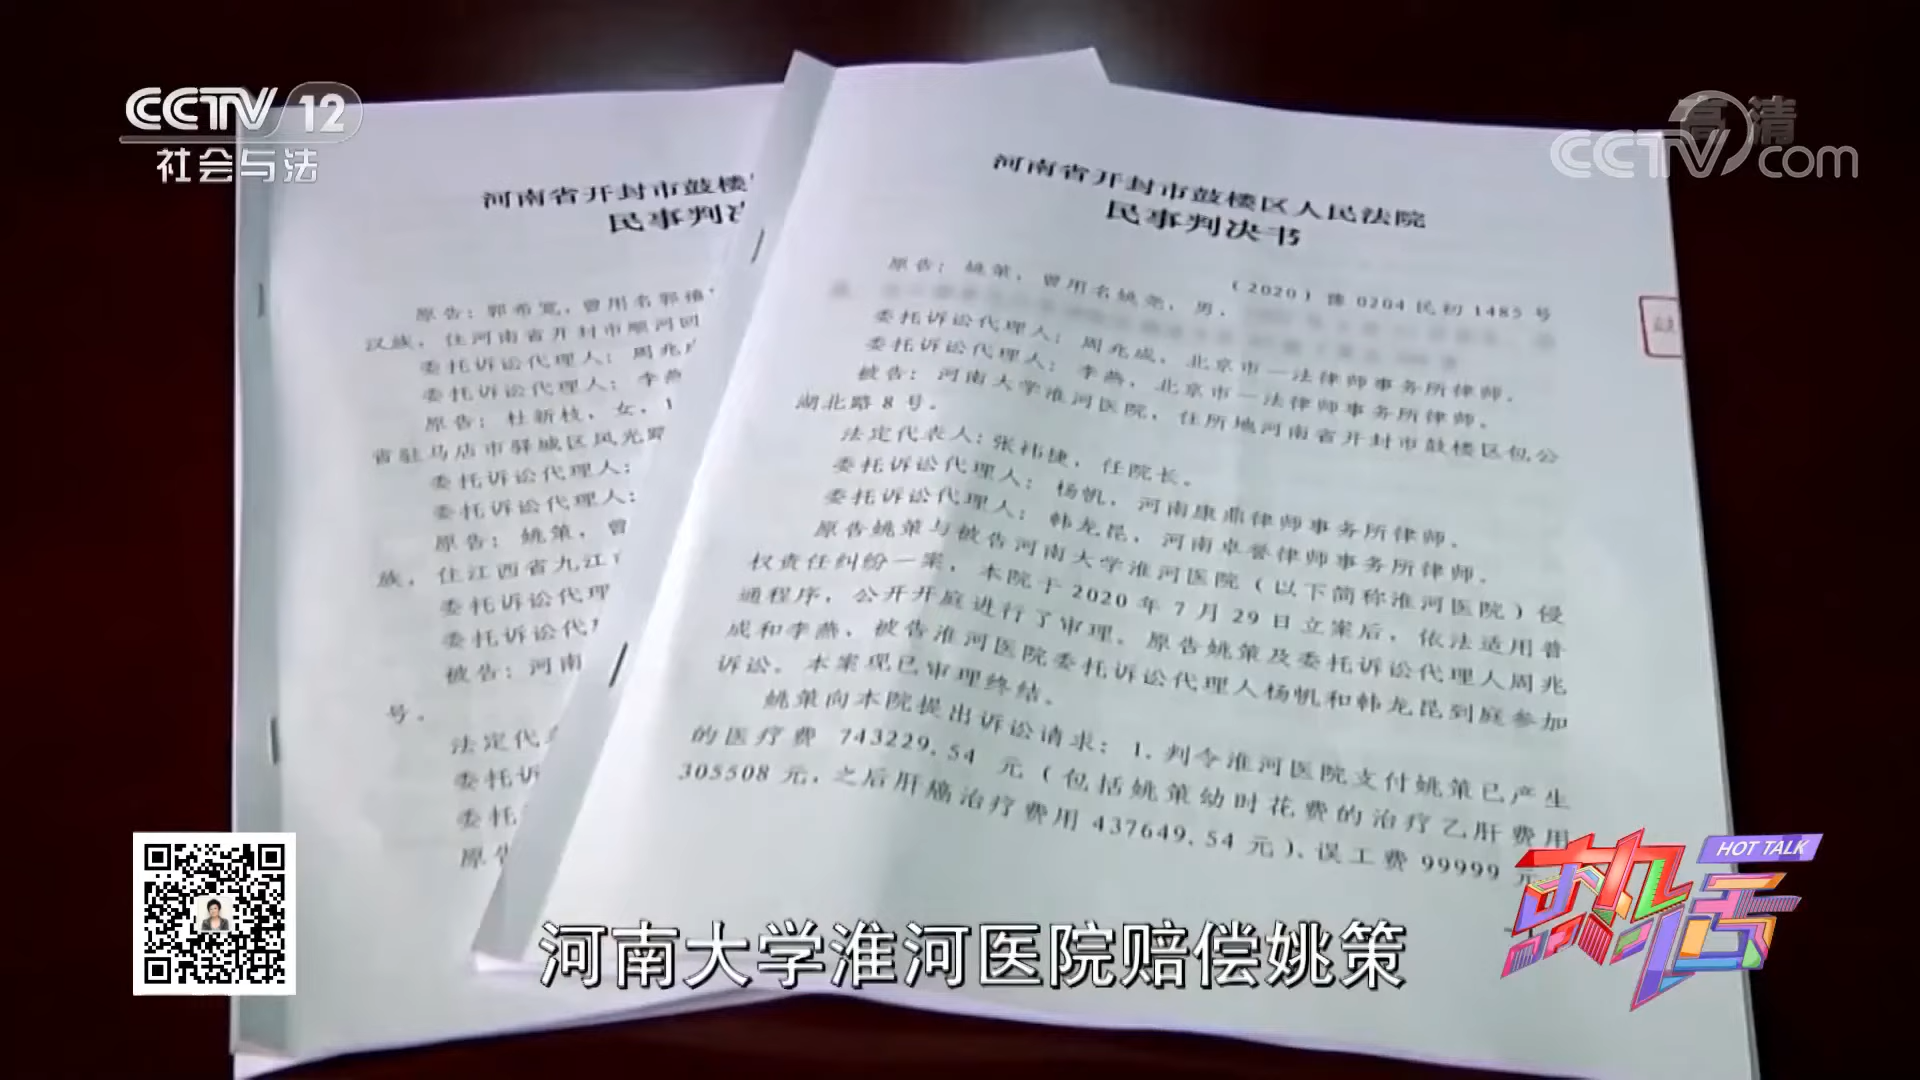 CCTV 12
社会与法
高清
CCTV.com
河南省开封市鼓楼
民事判决
原告：郭希宽，曾用名郭
汉族，住河南省开封市顺河回
委托诉讼代理人：周兆
委托诉讼代理人：李燕
原告：杜新枝，女，1
省驻马店市驿城区风光
委托诉讼代理人：
委托诉讼代理人：
原告：姚策，曾
族，住江西省九江
委托诉讼代理
委托诉讼代
被告：河南
号。
法定代
委托诉
委托
原告
河南省开封市鼓楼区人民法院
民事判决书
（2020）豫0204民初1485号
原告：姚策，曾用名姚尧，男，
委托诉讼代理人：周兆成，北京市一法律师事务所律师。
委托诉讼代理人：李燕，北京市一法律师事务所律师。
被告：河南大学淮河医院，住所地河南省开封市鼓楼区包公
湖北路8号。
法定代表人：张祎捷，任院长。
委托诉讼代理人：杨帆，河南康鼎律师事务所律师。
委托诉讼代理人：韩龙昆，河南卓誉律师事务所律师。
原告姚策与被告河南大学淮河医院（以下简称淮河医院）侵
权责任纠纷一案，本院于2020年7月29日立案后，依法适用普
通程序，公开开庭进行了审理。原告姚策及委托诉讼代理人周兆
成和李燕，被告淮河医院委托诉讼代理人杨帆和韩龙昆到庭参加
诉讼。本案现已审理终结。
姚策向本院提出诉讼请求：1.判令淮河医院支付姚策已产生
的医疗费 743229.54 元（包括姚策幼时花费的治疗乙肝费用
305508元，之后肝癌治疗费用437649.54元）、误工费99999元
河南大学淮河医院赔偿姚策
热话
HOT TALK